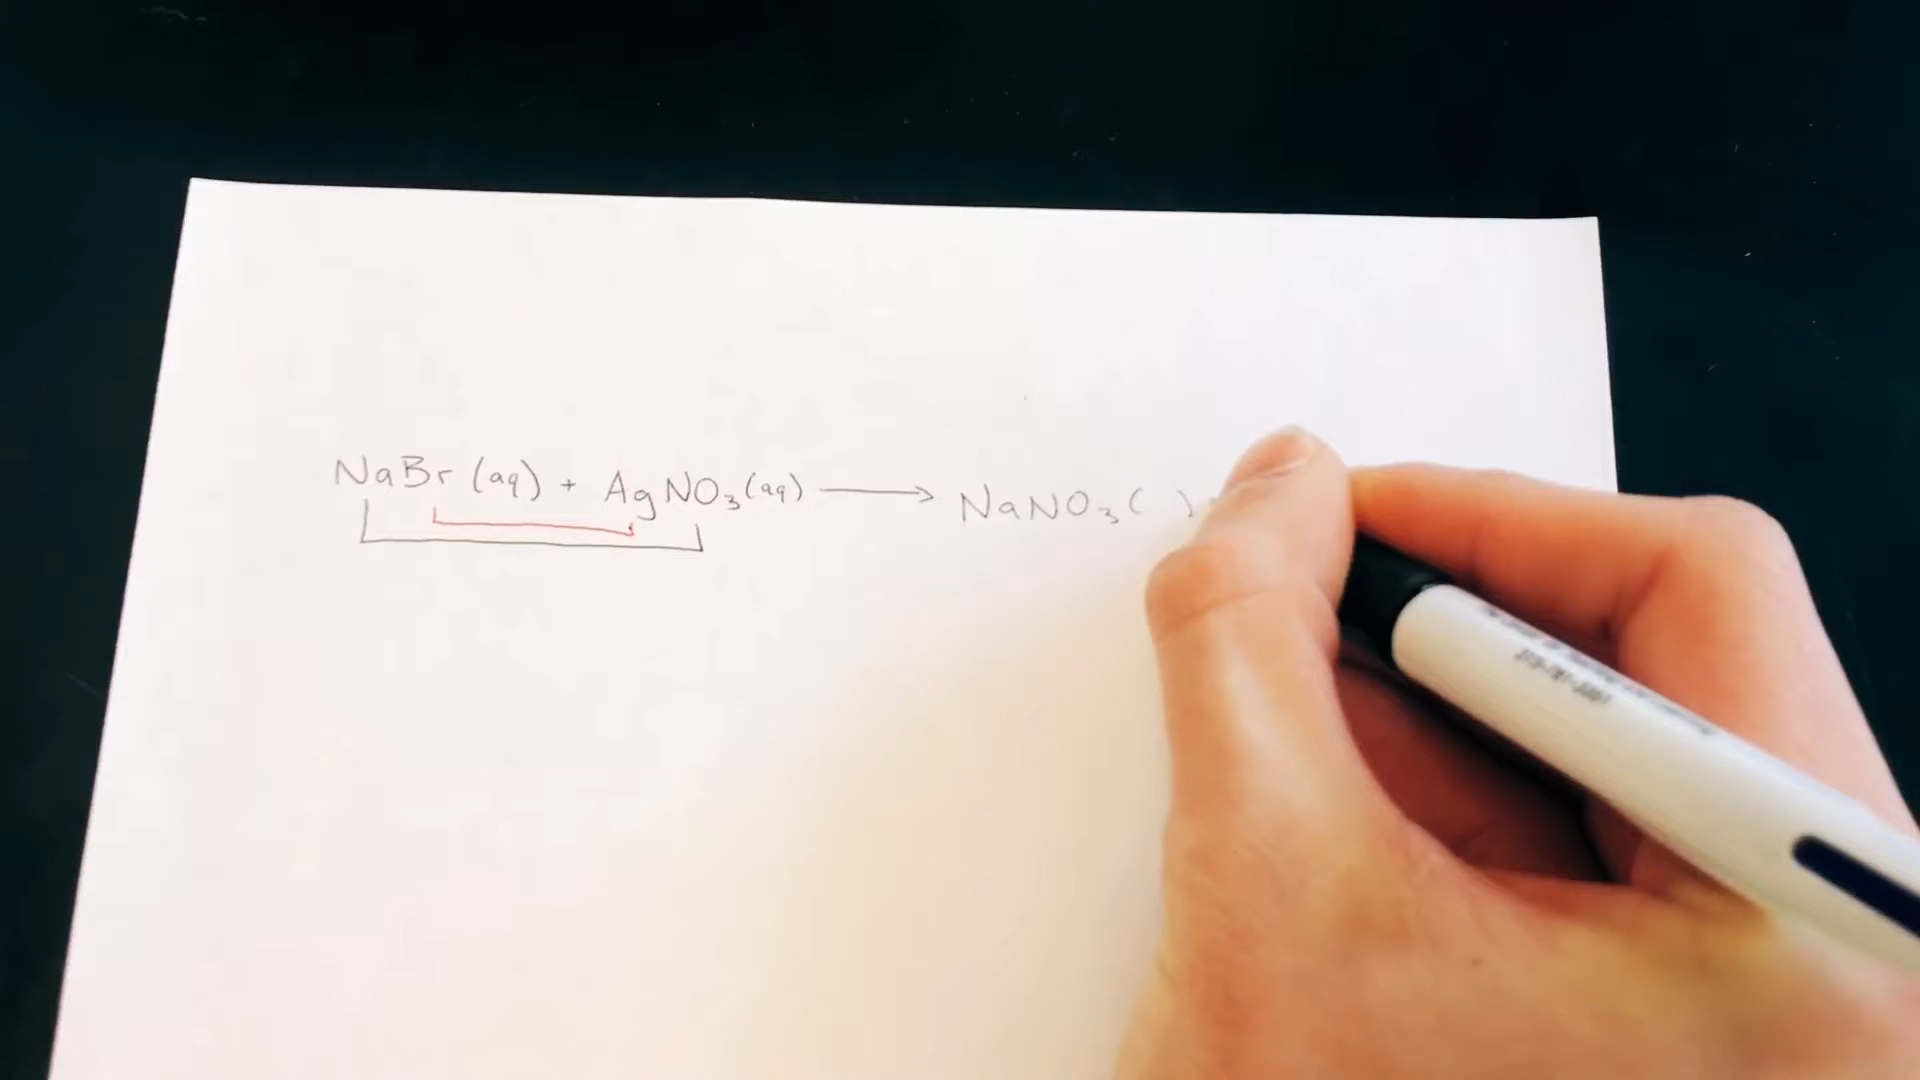 NaBr (aq) + AgNO₃(aq) ⟶ NaNO₃( )